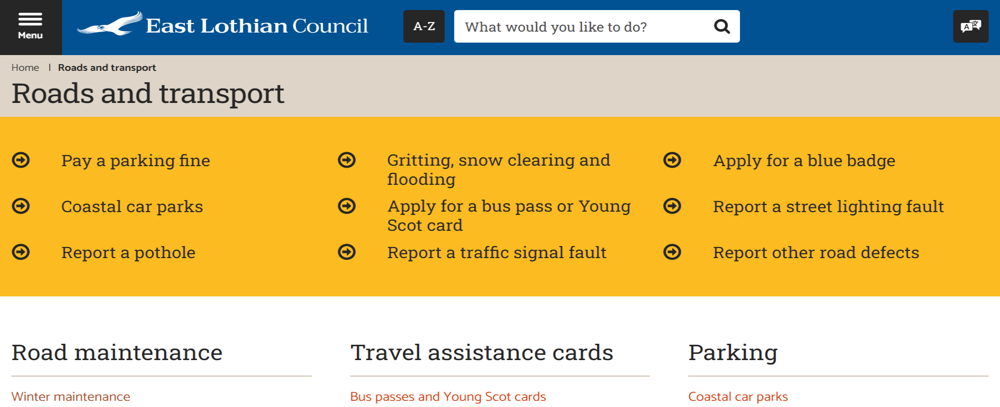 Menu
East Lothian Council
A-Z
What would you like to do?
A 文
Home | Roads and transport
Roads and transport
Pay a parking fine
Gritting, snow clearing and
flooding
Apply for a blue badge
Coastal car parks
Apply for a bus pass or Young
Scot card
Report a street lighting fault
Report a pothole
Report a traffic signal fault
Report other road defects
Road maintenance
Winter maintenance
Travel assistance cards
Bus passes and Young Scot cards
Parking
Coastal car parks